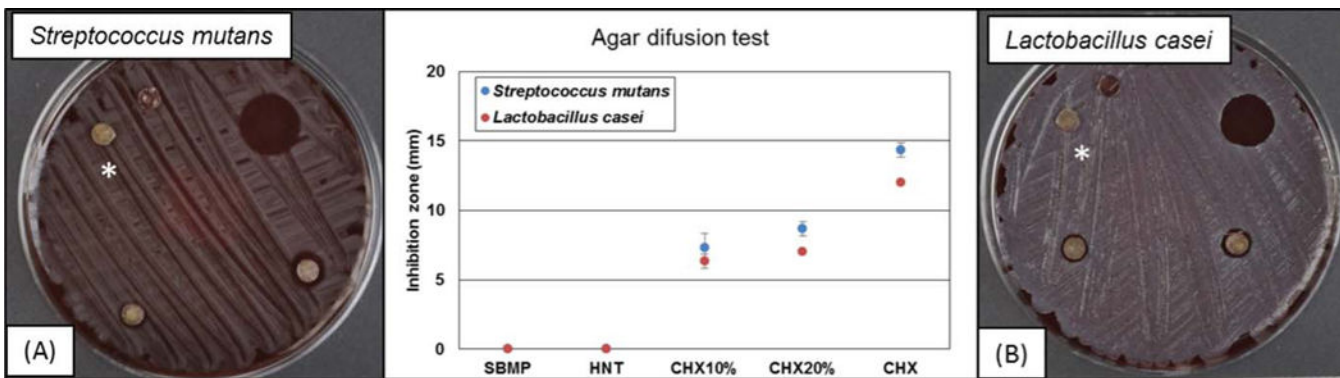 Streptococcus mutans
*
(A)
Agar difusion test
Inhibition zone (mm)
20
15
10
5
0
Streptococcus mutans
Lactobacillus casei
SBMP HNT CHX10% CHX20% CHX
Lactobacillus casei
*
(B)